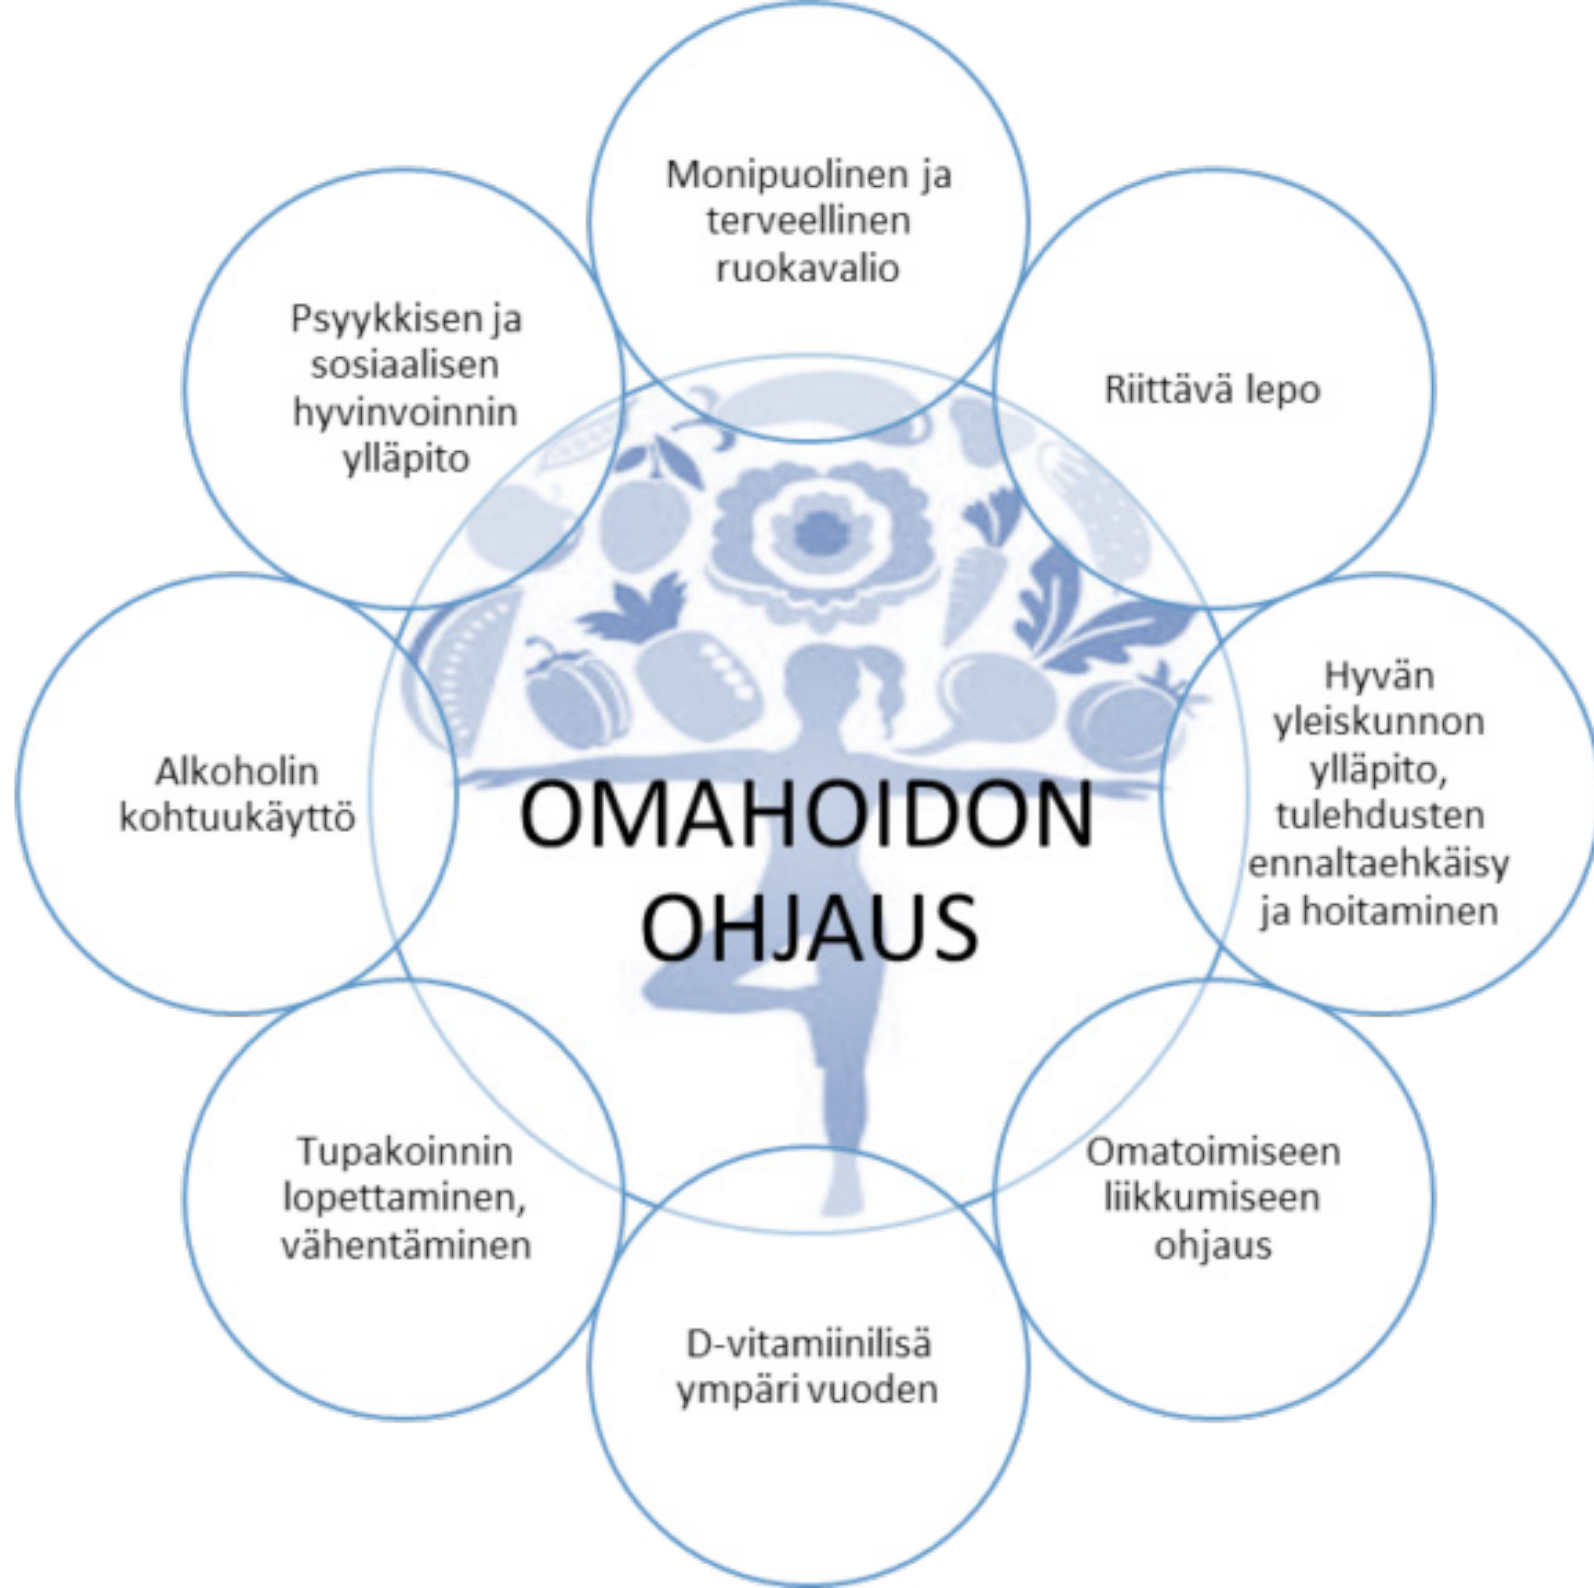 Monipuolinen ja
terveellinen
ruokavalio
Riittävä lepo
Hyvän
yleiskunnon
ylläpito,
tulehdusten
ennaltaehkäisy
ja hoitaminen
Omatoimiseen
liikkumiseen
ohjaus
D-vitamiinilisä
ympäri vuoden
Tupakoinnin
lopettaminen,
vähentäminen
Alkoholin
kohtuukäyttö
Psyykkisen ja
sosiaalisen
hyvinvoinnin
ylläpito
OMAHOIDON
OHJAUS